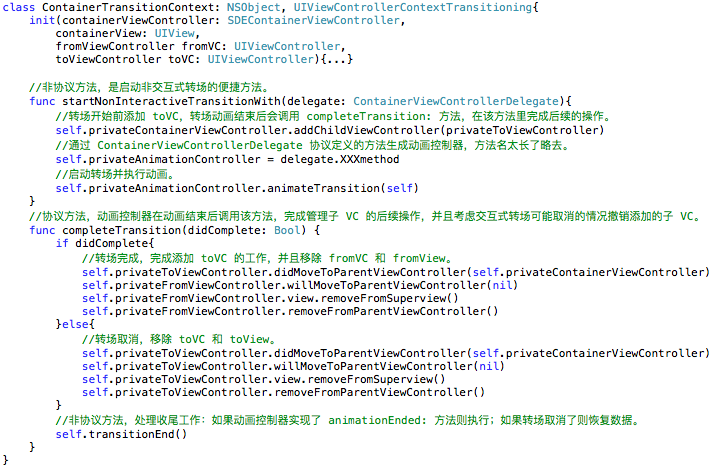 class ContainerTransitionContext: NSObject, UIViewControllerContextTransitioning{
    init(containerViewController: SDEContainerViewController,
        containerView: UIView,
        fromViewController fromVC: UIViewController,
        toViewController toVC: UIViewController){...}
    //非协议方法，是启动非交互式转场的便捷方法。
    func startNonInteractiveTransitionWith(delegate: ContainerViewControllerDelegate){
        //转场开始前添加 toVC，转场动画结束后会调用 completeTransition: 方法，在该方法里完成后续的操作。
        self.privateContainerViewController.addChildViewController(privateToViewController)
        //通过 ContainerViewControllerDelegate 协议定义的方法生成动画控制器，方法名太长了略去。
        self.privateAnimationController = delegate.XXXmethod
        //启动转场并执行动画。
        self.privateAnimationController.animateTransition(self)
    }
    //协议方法，动画控制器在动画结束后调用该方法，完成管理子 VC 的后续操作，并且考虑交互式转场可能取消的情况撤销添加的子 VC。
    func completeTransition(didComplete: Bool) {
        if didComplete{
            //转场完成，完成添加 toVC 的工作，并且移除 fromVC 和 fromView。
            self.privateToViewController.didMoveToParentViewController(self.privateContainerViewController)
            self.privateFromViewController.willMoveToParentViewController(nil)
            self.privateFromViewController.view.removeFromSuperview()
            self.privateFromViewController.removeFromParentViewController()
        }else{
            //转场取消，移除 toVC 和 toView。
            self.privateToViewController.didMoveToParentViewController(self.privateContainerViewController)
            self.privateToViewController.willMoveToParentViewController(nil)
            self.privateToViewController.view.removeFromSuperview()
            self.privateToViewController.removeFromParentViewController()
        }
        //非协议方法，处理收尾工作：如果动画控制器实现了 animationEnded: 方法则执行；如果转场取消了则恢复数据。
        self.transitionEnd()
    }
}